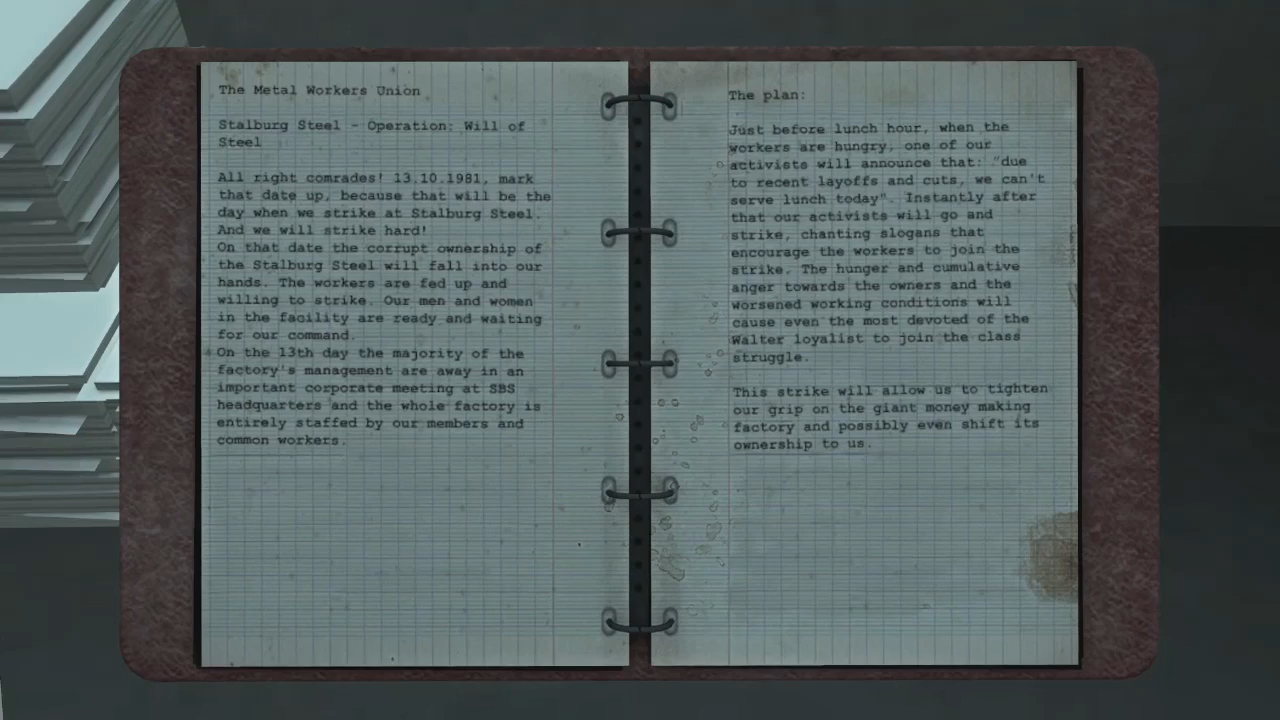 The Metal Workers Union
Stalburg Steel - Operation: Will of
Steel
All right comrades! 13.10.1981, mark
that date up, because that will be the
day when we strike at Stalburg Steel.
And we will strike hard!
On that date the corrupt ownership of
the Stalburg Steel will fall into our
hands. The workers are fed up and
willing to strike. Our men and women
in the facility are ready and waiting
for our command.
On the 13th day the majority of the
factory's management are away in an
important corporate meeting at SBS
headquarters and the whole factory is
entirely staffed by our members and
common workers.
The plan:
Just before lunch hour, when the
workers are hungry, one of our
activists will announce that: "due
to recent layoffs and cuts, we can't
serve lunch today". Instantly after
that our activists will go and
strike, chanting slogans that
encourage the workers to join the
strike. The hunger and cumulative
anger towards the owners and the
worsened working conditions will
cause even the most devoted of the
Walter loyalist to join the class
struggle.
This strike will allow us to tighten
our grip on the giant money making
factory and possibly even shift its
ownership to us.